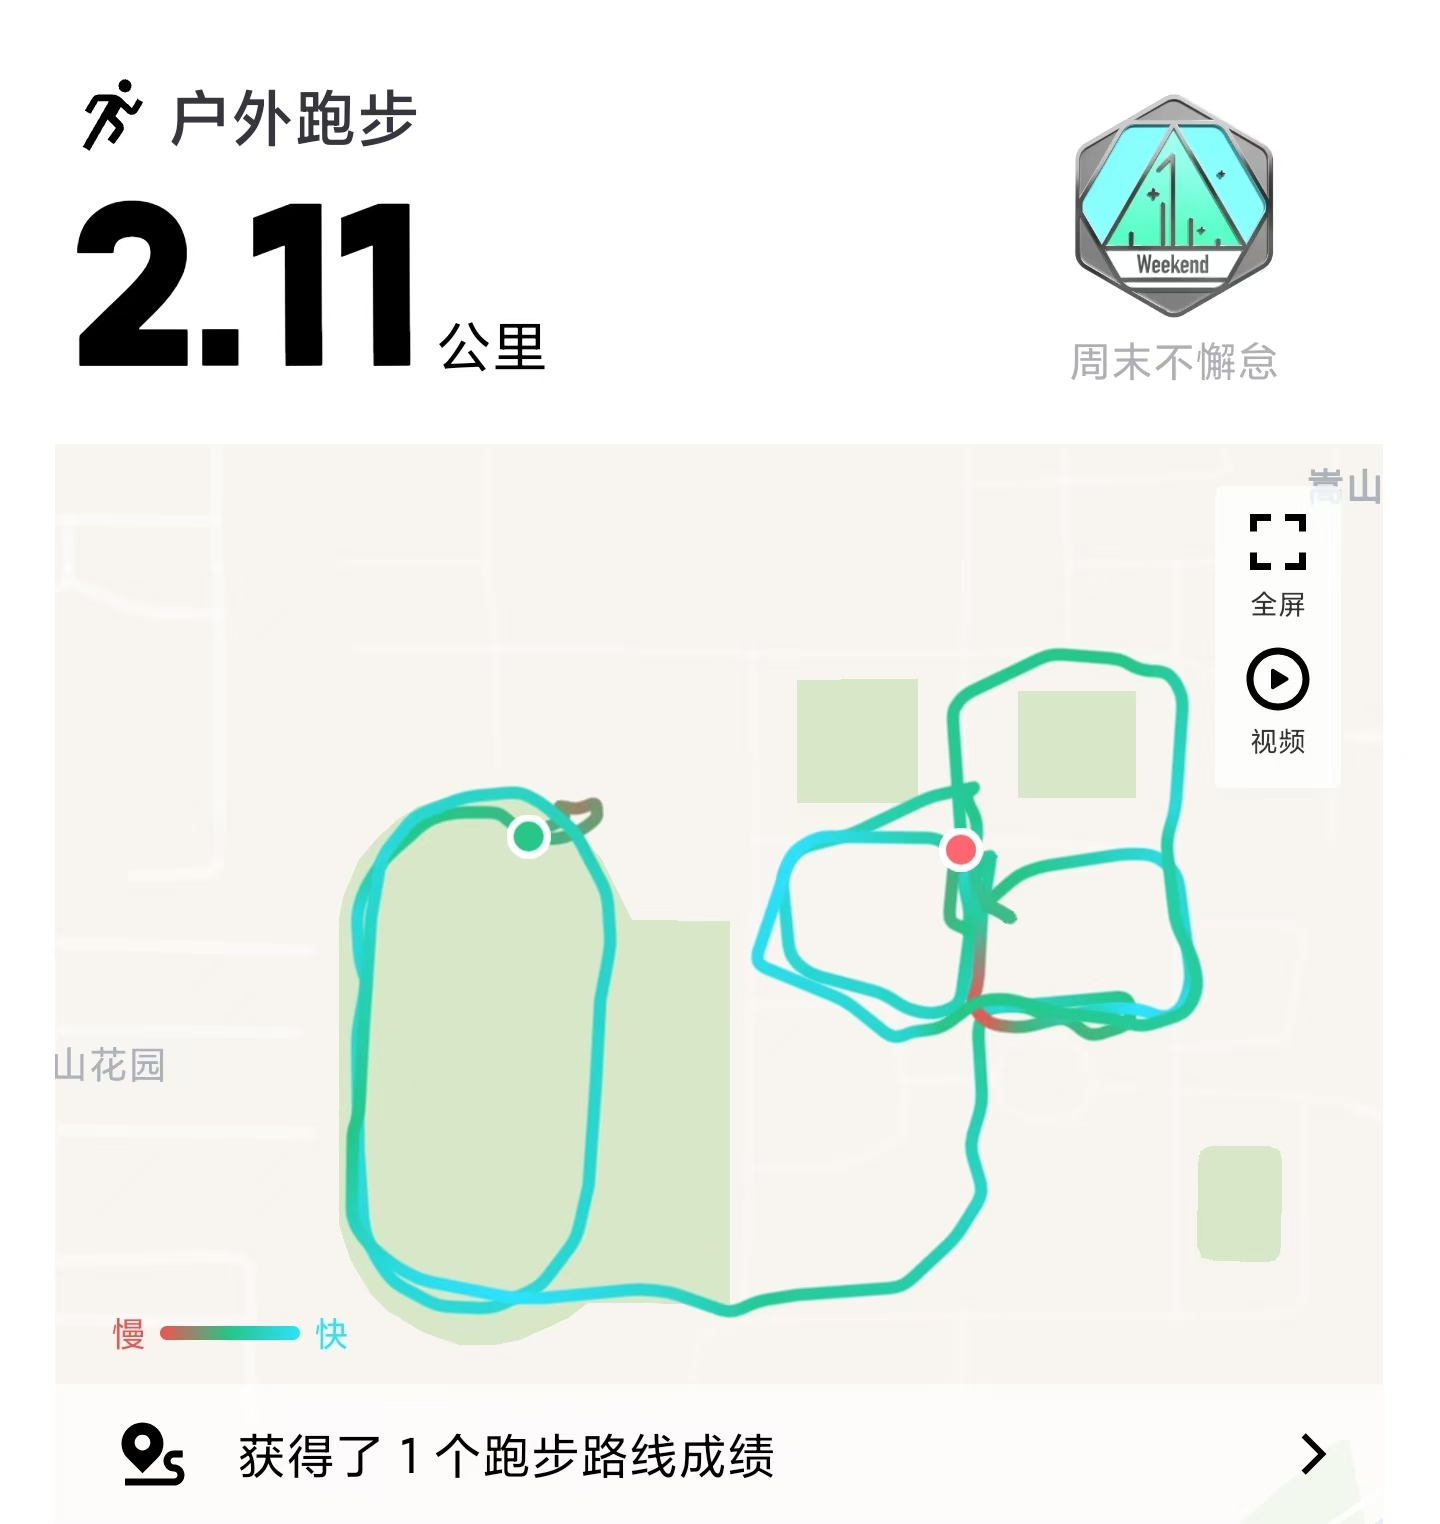 户外跑步
2.11 公里
1
Weekend
周末不懈怠
嵩山
全屏
视频
山花园
慢 快
获得了 1 个跑步路线成绩